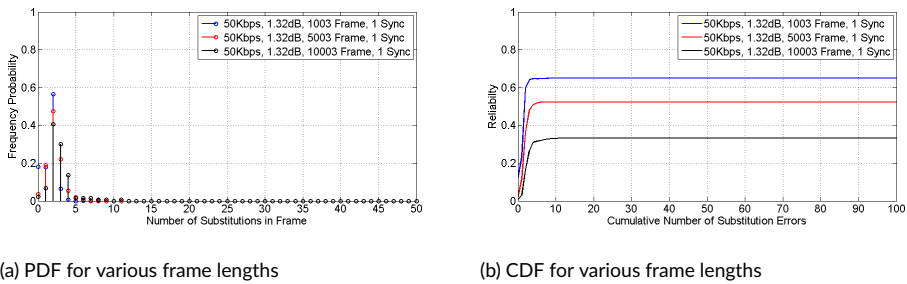 50Kbps, 1.32dB, 1003 Frame, 1 Sync
50Kbps, 1.32dB, 5003 Frame, 1 Sync
50Kbps, 1.32dB, 10003 Frame, 1 Sync
Frequency Probability
1
0.8
0.6
0.4
0.2
0
0 5 10 15 20 25 30 35 40 45 50
Number of Substitutions in Frame
(a) PDF for various frame lengths
50Kbps, 1.32dB, 1003 Frame, 1 Sync
50Kbps, 1.32dB, 5003 Frame, 1 Sync
50Kbps, 1.32dB, 10003 Frame, 1 Sync
Reliabilty
1
0.8
0.6
0.4
0.2
0
0 10 20 30 40 50 60 70 80 90 100
Cumulative Number of Substitution Errors
(b) CDF for various frame lengths